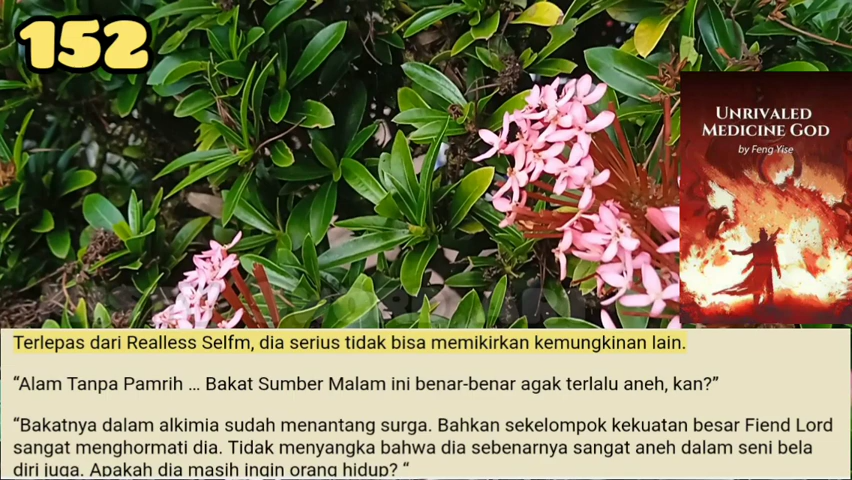 152
UNRIVALED
MEDICINE GOD
by Feng Yise
Terlepas dari Realless Selfm, dia serius tidak bisa memikirkan kemungkinan lain.
“Alam Tanpa Pamrih ... Bakat Sumber Malam ini benar-benar agak terlalu aneh, kan?”
“Bakatnya dalam alkimia sudah menantang surga. Bahkan sekelompok kekuatan besar Fiend Lord
sangat menghormati dia. Tidak menyangka bahwa dia sebenarnya sangat aneh dalam seni bela
diri juga. Apakah dia masih ingin orang hidup? “